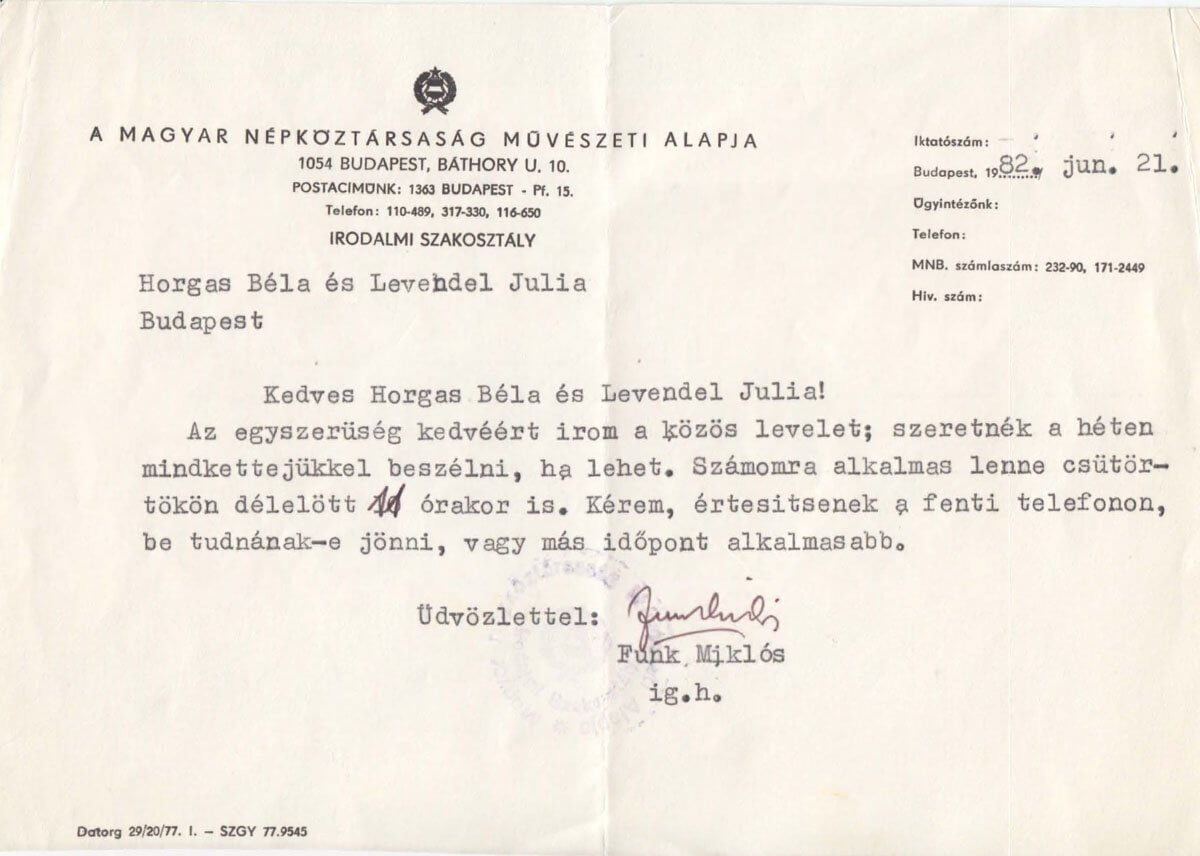 A MAGYAR NÉPKÖZTÁRSASÁG MŰVÉSZETI ALAPJA
1054 BUDAPEST, BÁTHORY U. 10.
POSTACIMÜNK: 1363 BUDAPEST - Pf. 15.
Telefon: 110-489, 317-330, 116-650
IRODALMI SZAKOSZTÁLY
Iktatószám:
Budapest, 1982. jun. 21.
Ügyintézőnk:
Telefon:
MNB. számlaszám: 232-90, 171-2449
Hiv. szám:
Horgas Béla és Levendel Julia
Budapest
Kedves Horgas Béla és Levendel Julia!
Az egyszerüség kedvéért irom a közös levelet; szeretnék a héten
mindkettejükkel beszélni, ha lehet. Számomra alkalmas lenne csütör-
tökön délelött órakor is. Kérem, értesitsenek a fenti telefonon,
be tudnának-e jönni, vagy más időpont alkalmasabb.
Üdvözlettel:
Funk Miklós
ig.h.
Datorg 29/20/77. I. - SZGY 77.9545